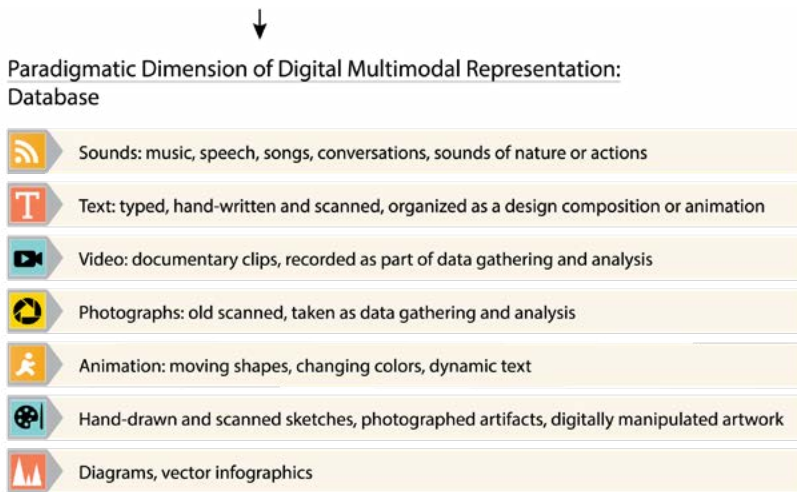 Paradigmatic Dimension of Digital Multimodal Representation:
Database
Sounds: music, speech, songs, conversations, sounds of nature or actions
T
Text: typed, hand-written and scanned, organized as a design composition or animation
Video: documentary clips, recorded as part of data gathering and analysis
Photographs: old scanned, taken as data gathering and analysis
Animation: moving shapes, changing colors, dynamic text
Hand-drawn and scanned sketches, photographed artifacts, digitally manipulated artwork
Diagrams, vector infographics